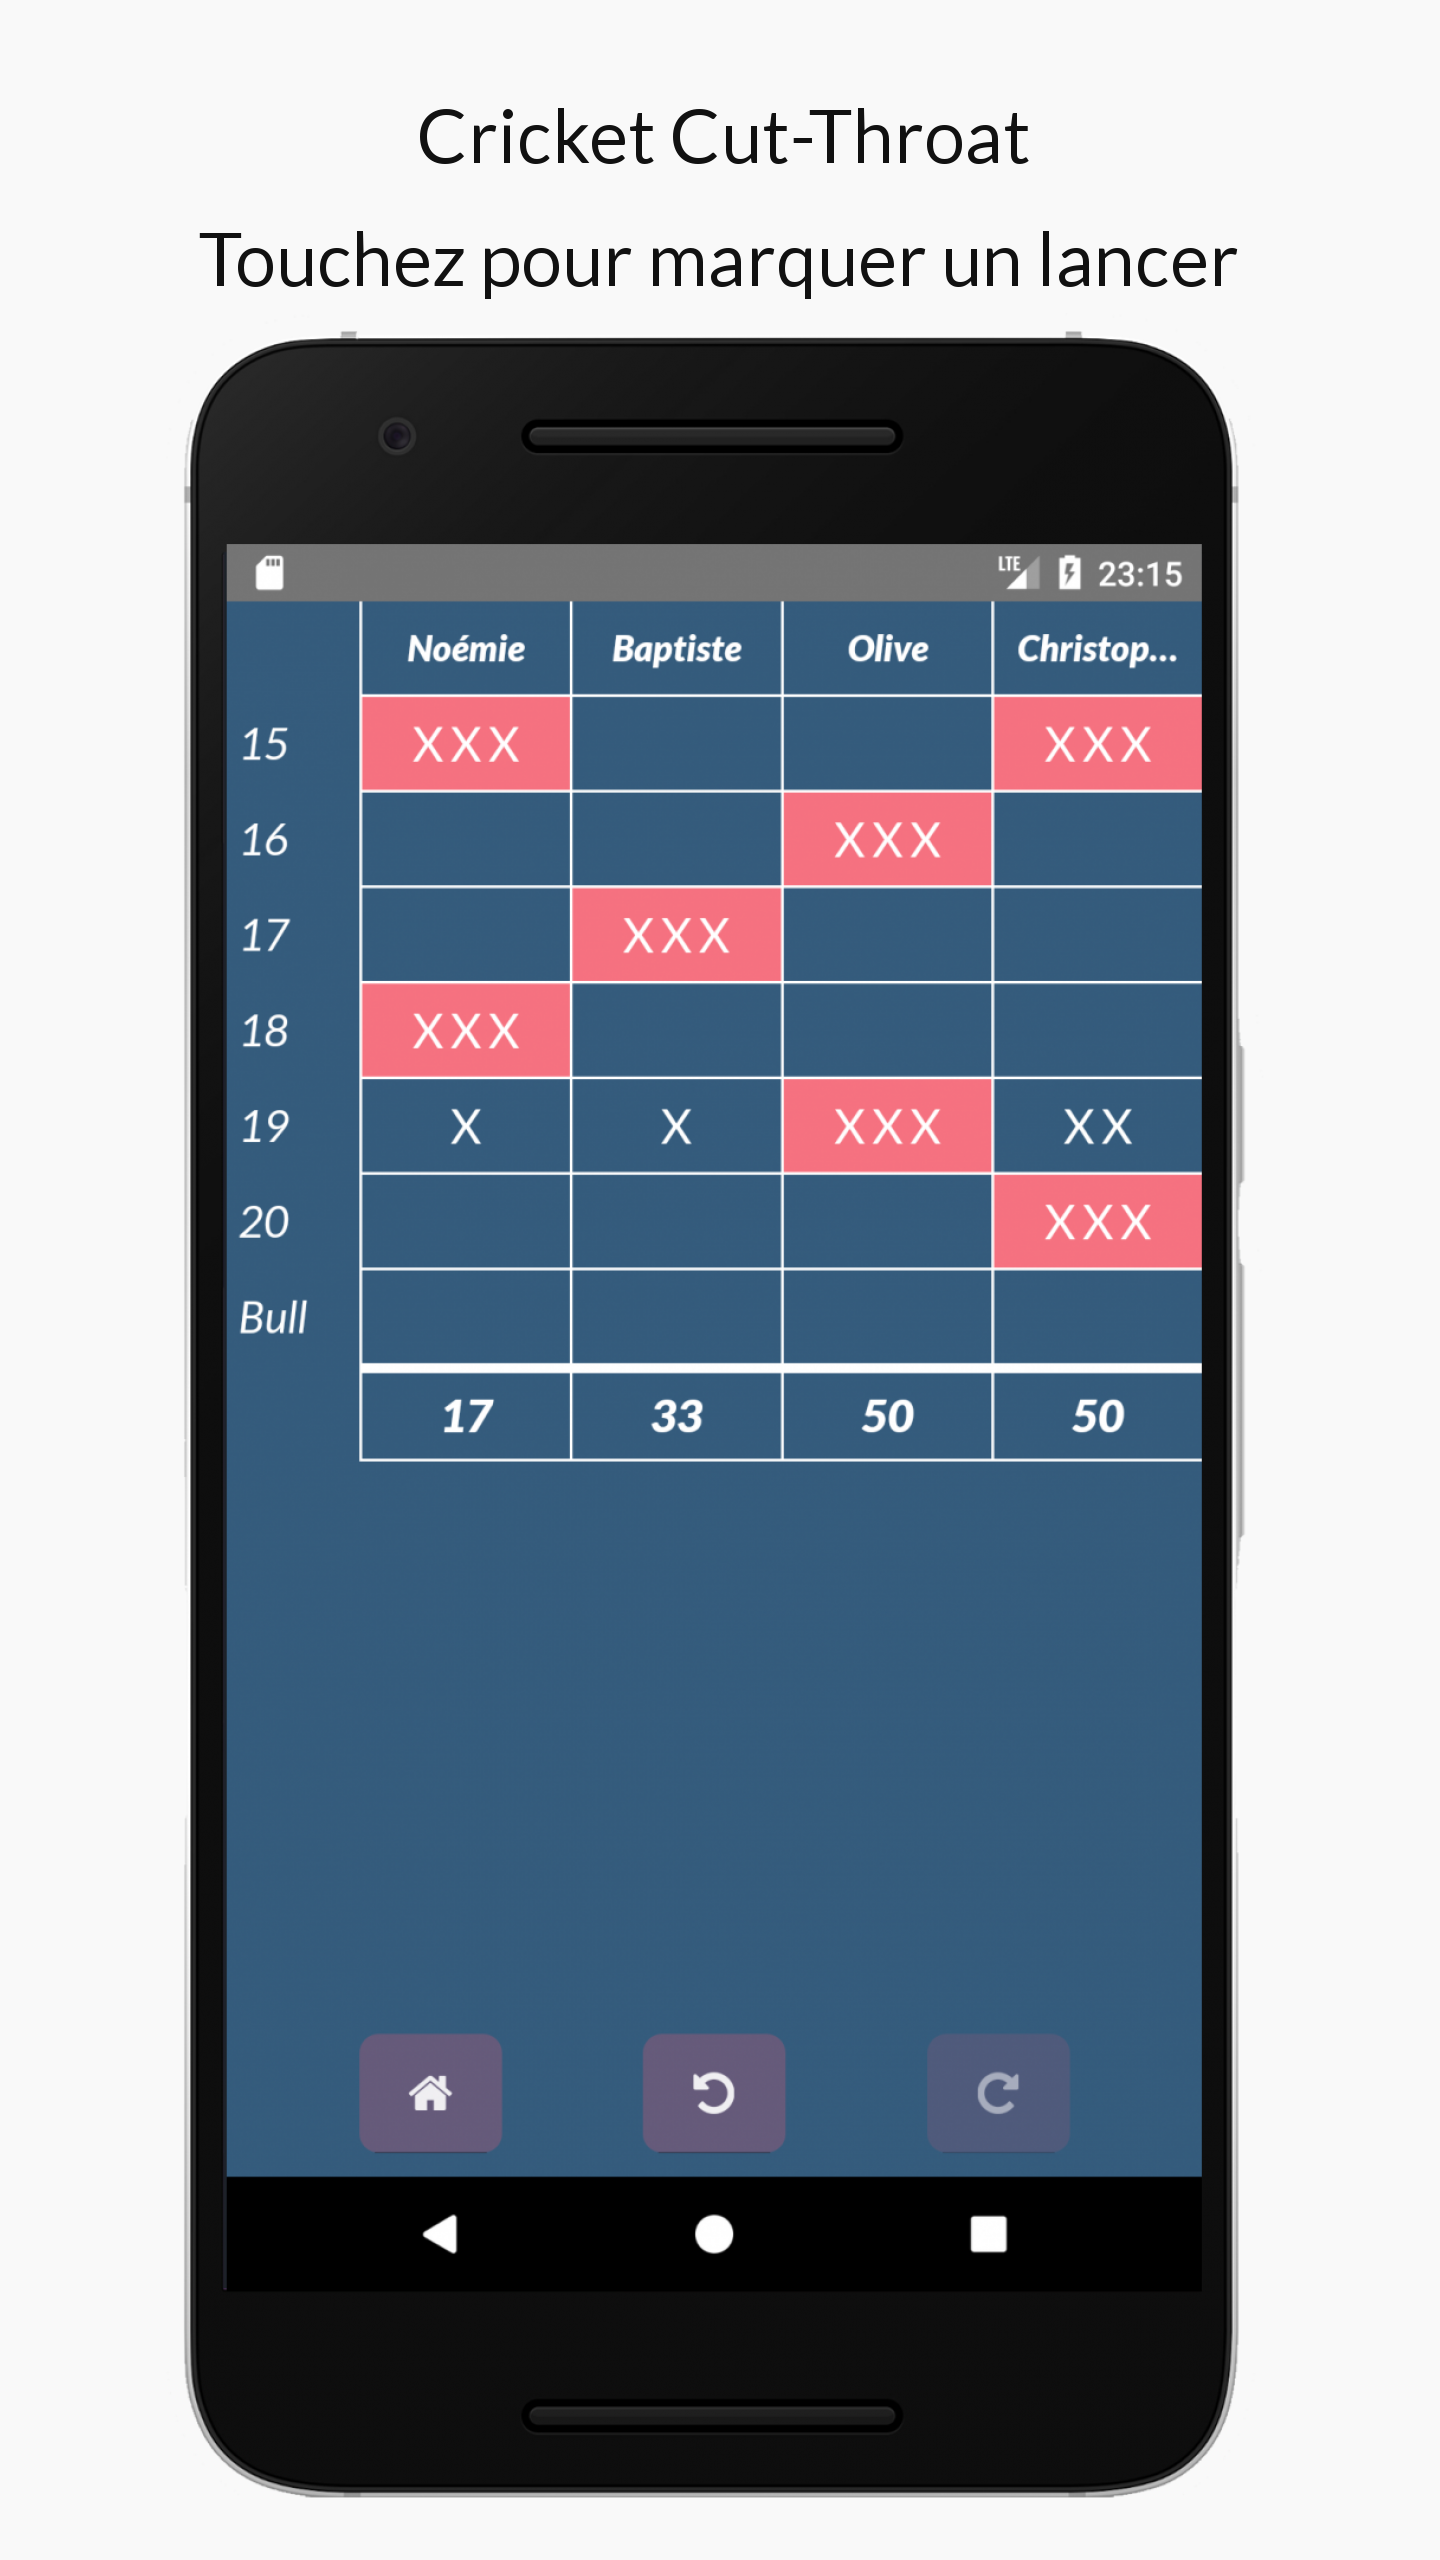 Cricket Cut-Throat
Touchez pour marquer un lancer
LTE 23:15
Noémie Baptiste Olive Christop...
15 XXX XXX
16 XXX
17 XXX
18 XXX
19 X X XXX XX
20 XXX
Bull
17 33 50 50